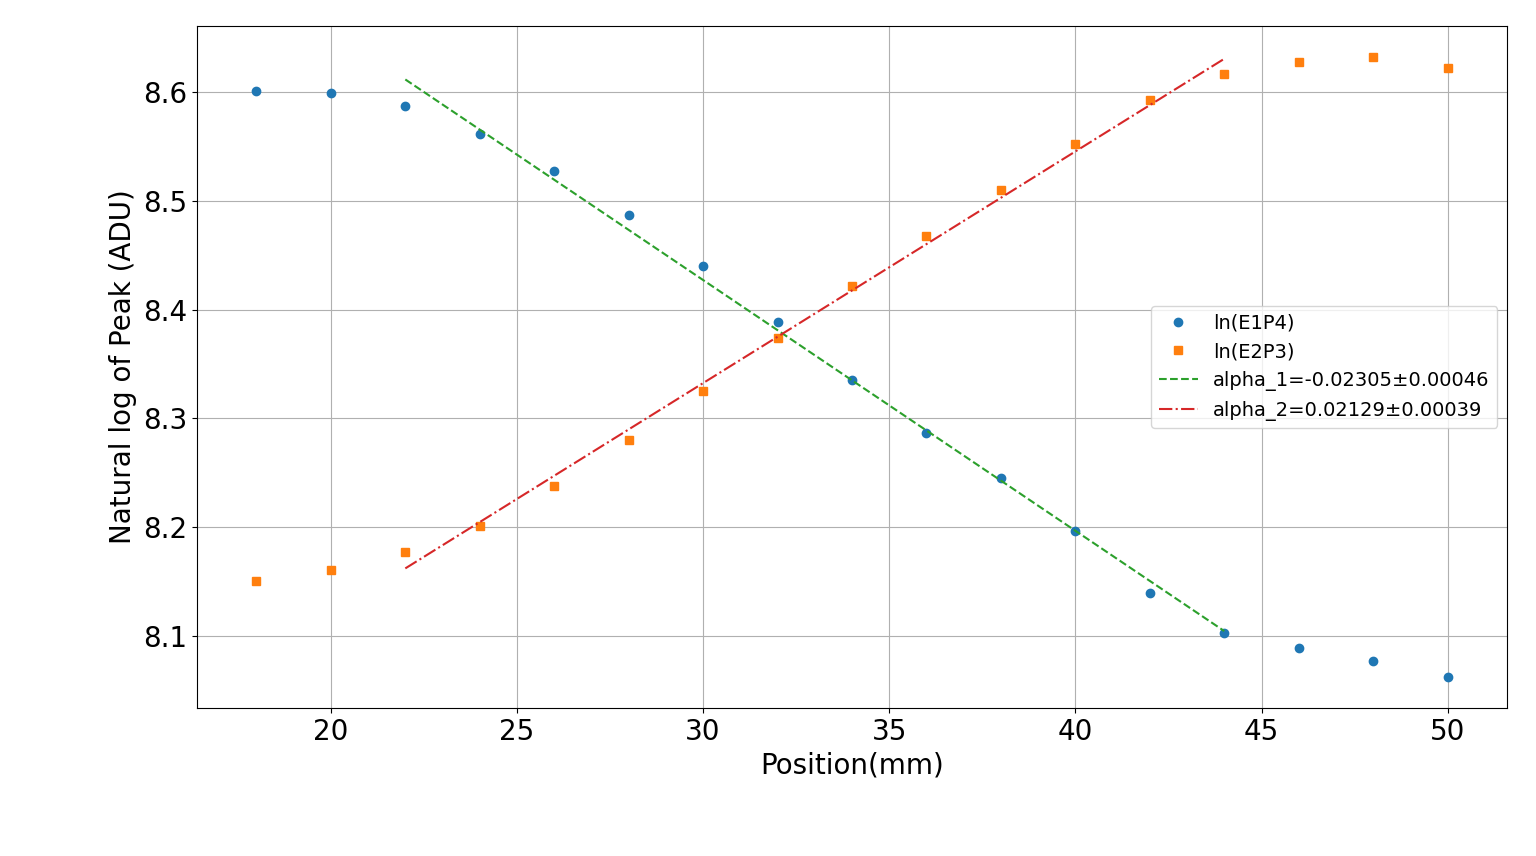 8.6
8.5
8.4
8.3
8.2
8.1
Natural log of Peak (ADU)
ln(E1P4)
ln(E2P3)
alpha_1=-0.02305±0.00046
alpha_2=0.02129±0.00039
20 25 30 35 40 45 50
Position(mm)